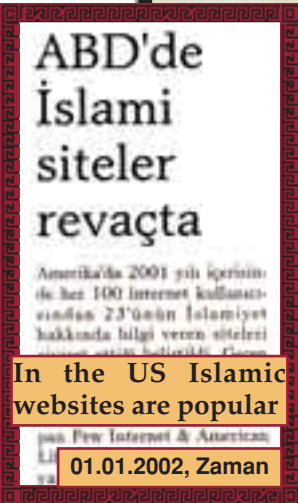 ABD'de
İslami
siteler
revaçta
Amerika'da 2001 yılı içerisin-
de her 100 internet kullanıcı-
sından 23'ünün İslamiyet
hakkında bilgi veren siteleri
In the US Islamic
websites are popular
Pew Internet & American
01.01.2002, Zaman